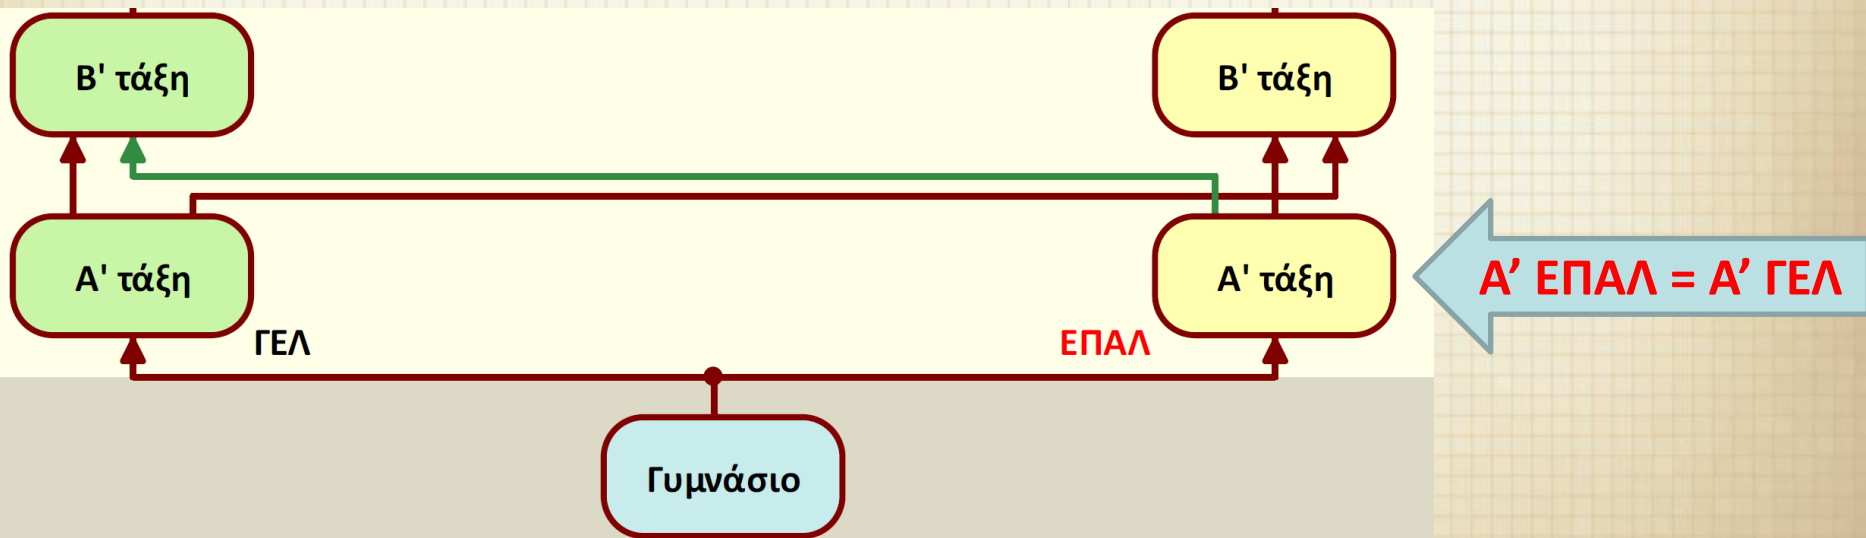 Β' τάξη
Β' τάξη
Α' τάξη
Α' τάξη
Α’ ΕΠΑΛ = Α’ ΓΕΛ
ΓΕΛ
ΕΠΑΛ
Γυμνάσιο